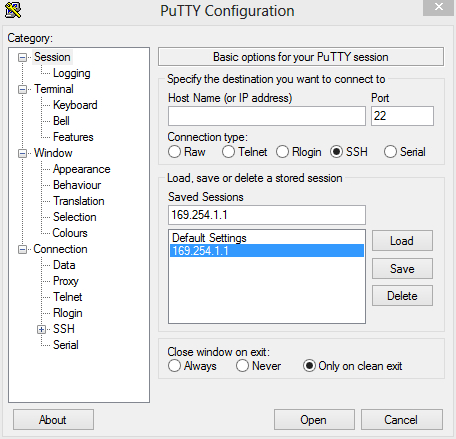 PuTTY Configuration
Category:
Session
Logging
Terminal
Keyboard
Bell
Features
Window
Appearance
Behaviour
Translation
Selection
Colours
Connection
Data
Proxy
Telnet
Rlogin
SSH
Serial
Basic options for your PuTTY session
Specify the destination you want to connect to
Host Name (or IP address) Port
22
Connection type:
Raw Telnet Rlogin SSH Serial
Load, save or delete a stored session
Saved Sessions
169.254.1.1
Default Settings
169.254.1.1
Load
Save
Delete
Close window on exit:
Always Never Only on clean exit
About Open Cancel